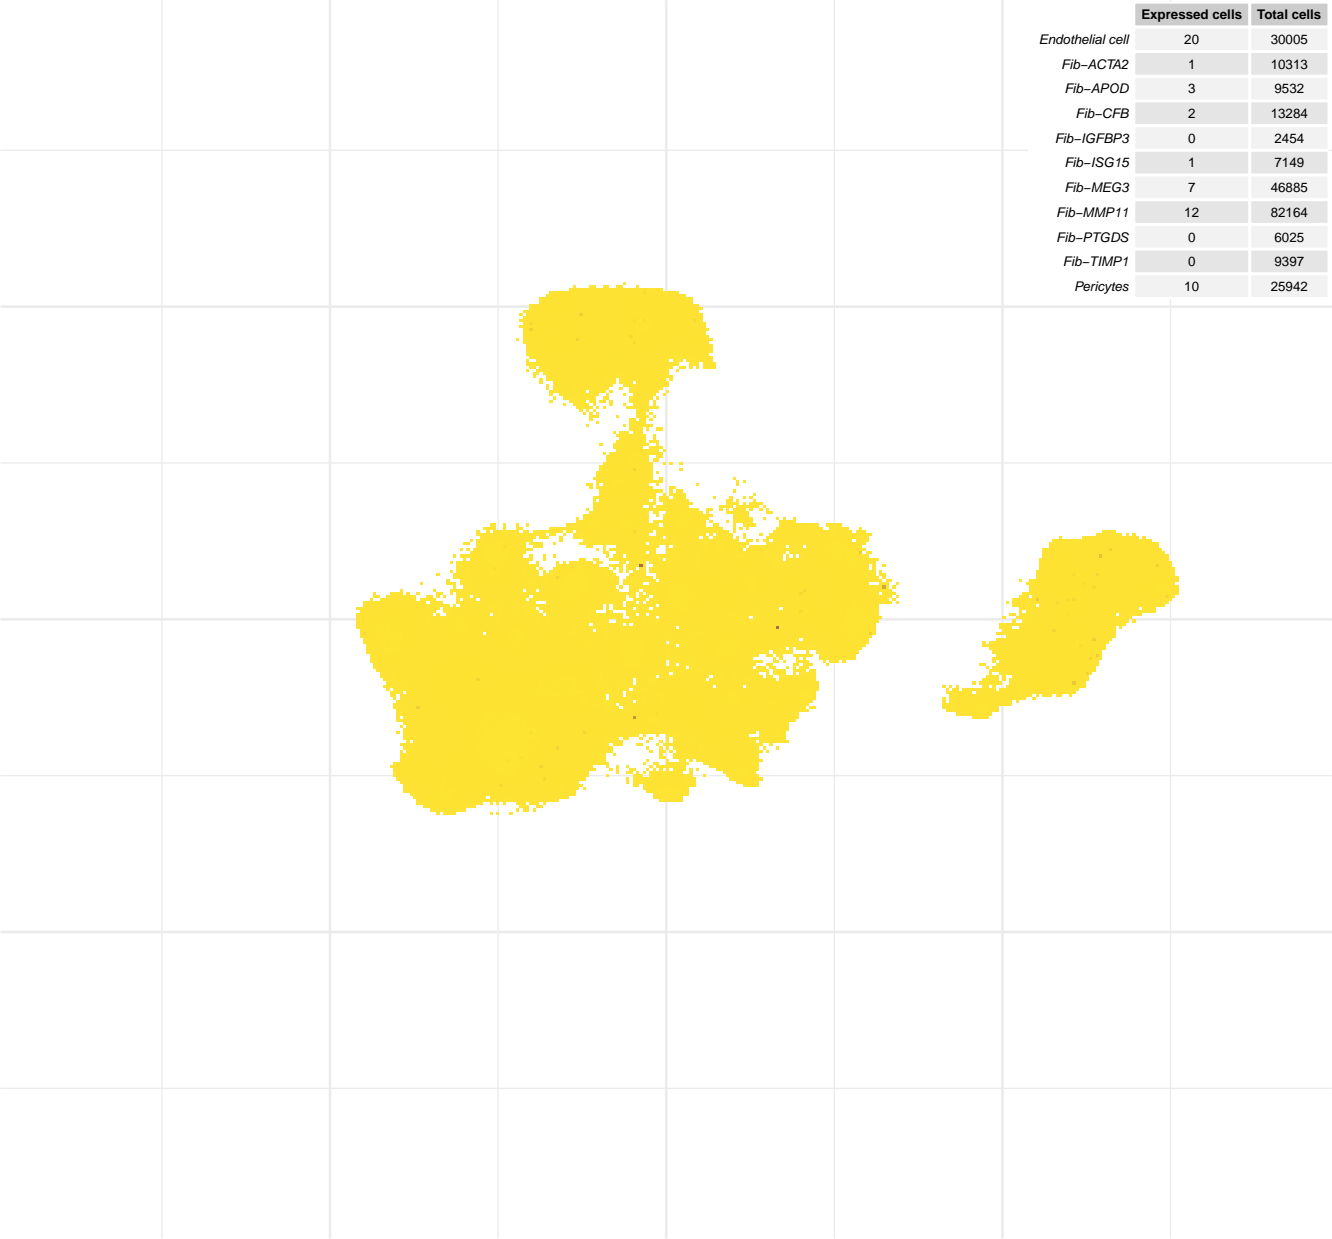 Expressed cells Total cells
Endothelial cell 20 30005
Fib−ACTA2 1 10313
Fib−APOD 3 9532
Fib−CFB 2 13284
Fib−IGFBP3 0 2454
Fib−ISG15 1 7149
Fib−MEG3 7 46885
Fib−MMP11 12 82164
Fib−PTGDS 0 6025
Fib−TIMP1 0 9397
Pericytes 10 25942